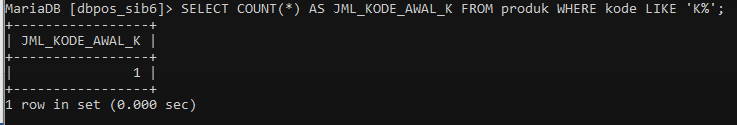 MariaDB [dbpos_sib6]> SELECT COUNT(*) AS JML_KODE_AWAL_K FROM produk WHERE kode LIKE 'K%';
+-----------------+
| JML_KODE_AWAL_K |
+-----------------+
|               1 |
+-----------------+
1 row in set (0.000 sec)